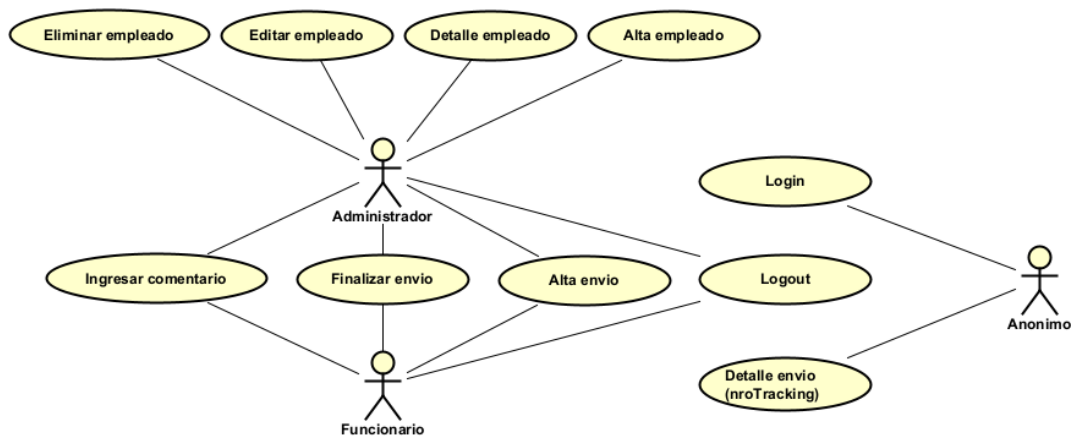 Eliminar empleado
Editar empleado
Detalle empleado
Alta empleado
Login
Administrador
Ingresar comentario
Finalizar envio
Alta envio
Logout
Anonimo
Detalle envio
(nroTracking)
Funcionario